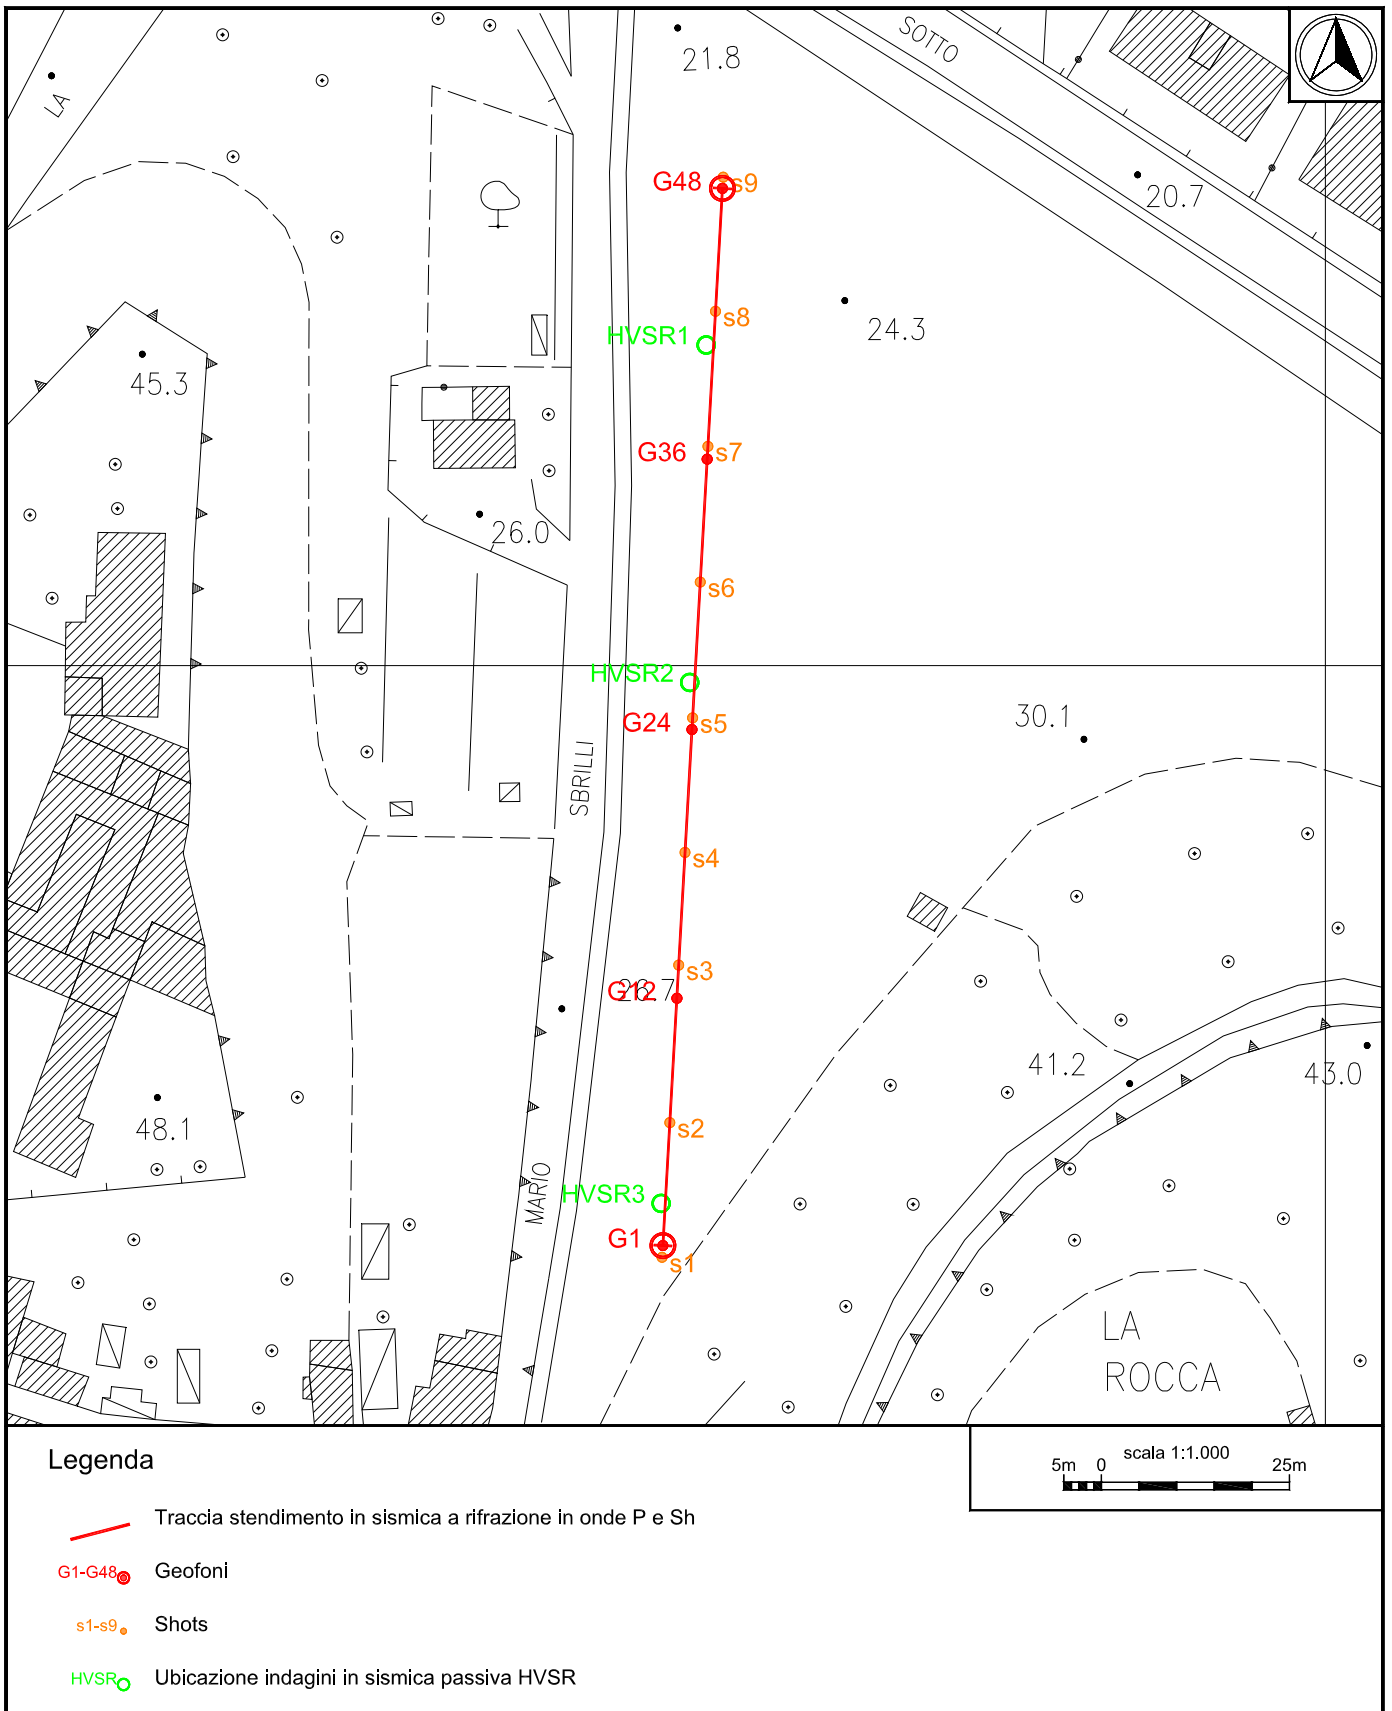 SOTTO
21.8
LA
G48
s9
20.7
s8
24.3
HVSR1
45.3
s7
G36
26.0
s6
HVSR2
s5
G24
30.1
SBRILLI
s4
s3
G12
26.7
41.2
43.0
s2
48.1
MARIO
HVSR3
G1
s1
LA
ROCCA
Legenda
scala 1:1.000
5m 0 25m
Traccia stendimento in sismica a rifrazione in onde P e Sh
G1-G48 Geofoni
s1-s9 Shots
HVSR Ubicazione indagini in sismica passiva HVSR